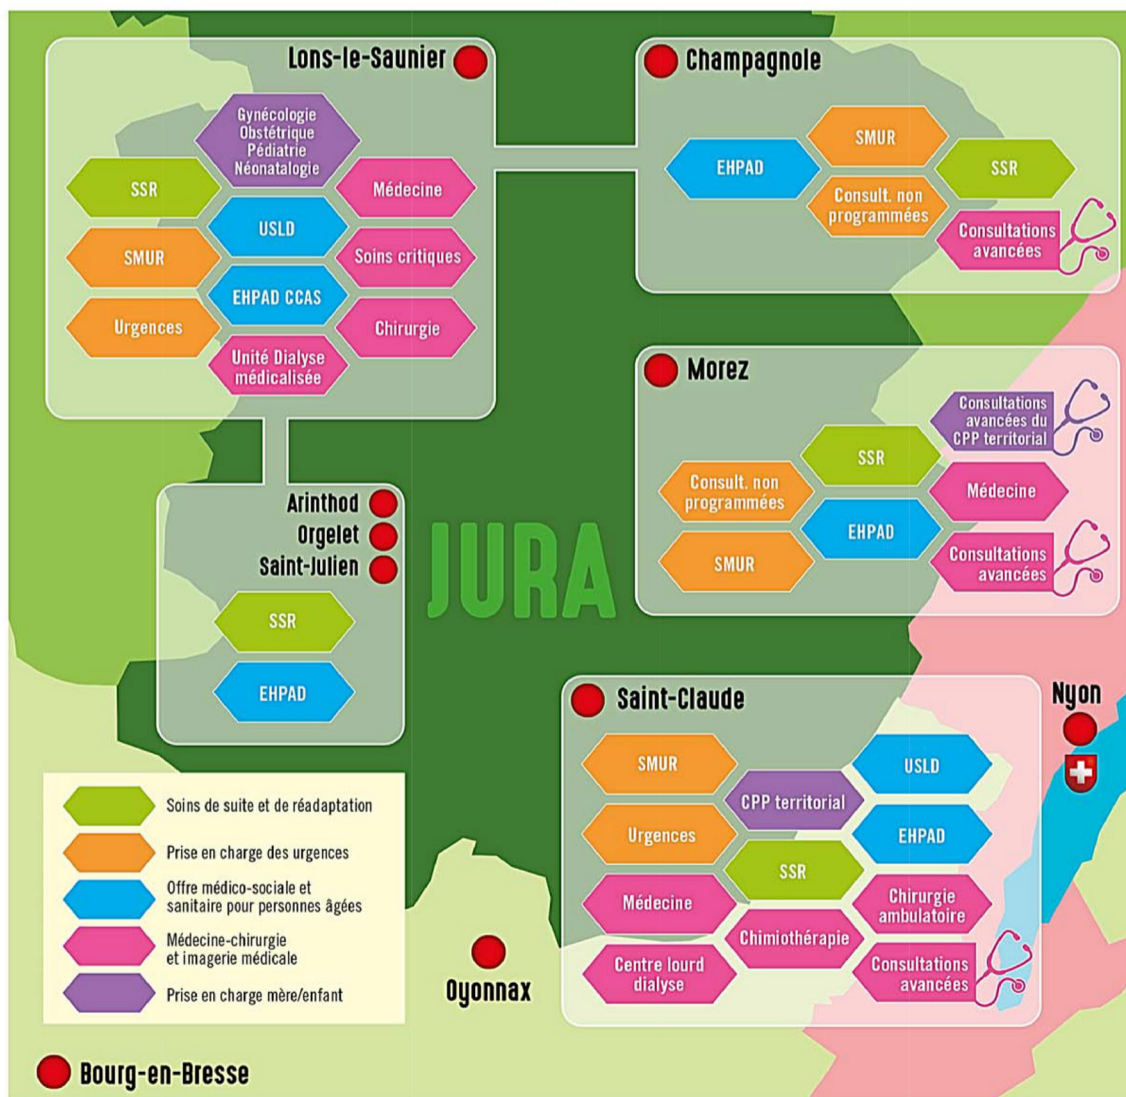 Lons-le-Saunier
Gynécologie
Obstétrique
Pédiatrie
Néonatalogie
SSR
Médecine
USLD
SMUR
Soins critiques
EHPAD CCAS
Urgences
Chirurgie
Unité Dialyse
médicalisée
Champagnole
SMUR
EHPAD
SSR
Consult. non
programmées
Consultations
avancées
Morez
Consultations
avancées du
CPP territorial
SSR
Consult. non
programmées
Médecine
EHPAD
SMUR
Consultations
avancées
Arinthod
Orgelet
Saint-Julien
SSR
EHPAD
JURA
Saint-Claude
SMUR
USLD
CPP territorial
Urgences
EHPAD
SSR
Médecine
Chirurgie
ambulatoire
Chimiothérapie
Centre lourd
dialyse
Consultations
avancées
Nyon
Soins de suite et de réadaptation
Prise en charge des urgences
Offre médico-sociale et
sanitaire pour personnes âgées
Médecine-chirurgie
et imagerie médicale
Prise en charge mère/enfant
Oyonnax
Bourg-en-Bresse